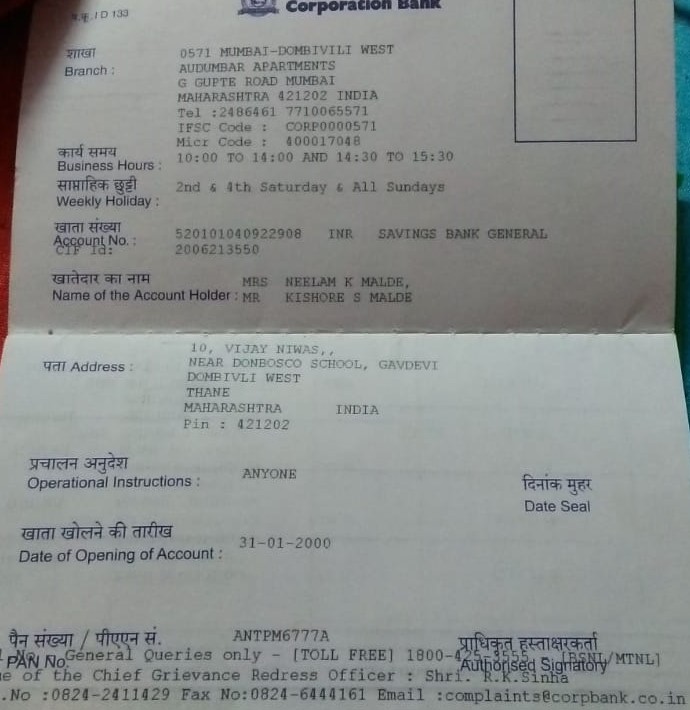 ब.कृ.I D 133
Corporation Bank
शाखा
Branch :
0571 MUMBAI-DOMBIVILI WEST
AUDUMBAR APARTMENTS
G GUPTE ROAD MUMBAI
MAHARASHTRA 421202 INDIA
Tel :2486461 7710065571
IFSC Code : CORP0000571
Micr Code : 400017048
कार्य समय
Business Hours : 10:00 TO 14:00 AND 14:30 TO 15:30
साप्ताहिक छुट्टी
Weekly Holiday : 2nd & 4th Saturday & All Sundays
खाता संख्या
Account No. : 520101040922908 INR SAVINGS BANK GENERAL
CIF Id: 2006213550
खातेदार का नाम MRS NEELAM K MALDE,
Name of the Account Holder : MR KISHORE S MALDE
पता Address :
10, VIJAY NIWAS,,
NEAR DONBOSCO SCHOOL, GAVDEVI
DOMBIVLI WEST
THANE
MAHARASHTRA INDIA
Pin : 421202
प्रचालन अनुदेश
Operational Instructions : ANYONE
दिनांक मुहर
Date Seal
खाता खोलने की तारीख
Date of Opening of Account : 31-01-2000
पैन संख्या / पीएएन सं. ANTPM6777A
PAN No.
प्राधिकृत हस्ताक्षरकर्ता
Authorised Signatory
General Queries only - [TOLL FREE] 1800-425- [BSNL/MTNL]
of the Chief Grievance Redress Officer : Shri. R.K.Sinha
.No :0824-2411429 Fax No:0824-6444161 Email :complaints@corpbank.co.in